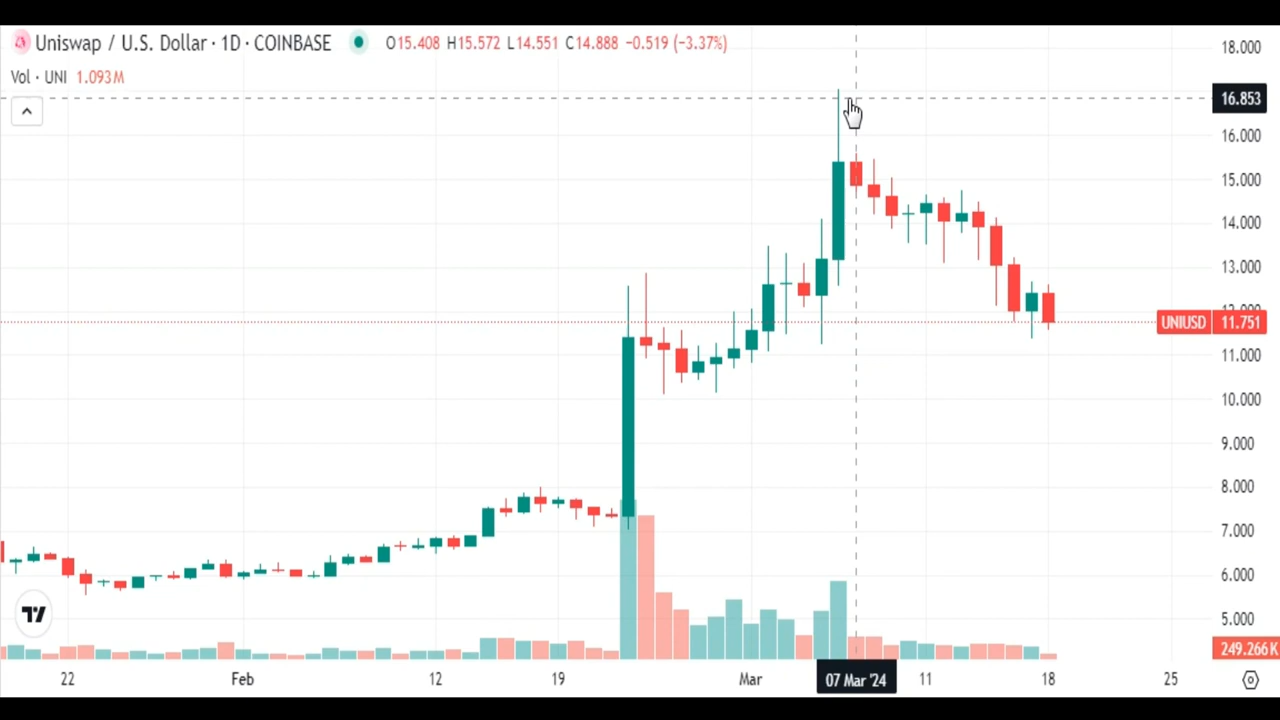 Uniswap / U.S. Dollar · 1D · COINBASE O15.408 H15.572 L14.551 C14.888 −0.519 (−3.37%)
Vol · UNI 1.093M
18.000
16.853
16.000
15.000
14.000
13.000
12.000
UNIUSD 11.751
11.000
10.000
9.000
8.000
7.000
6.000
5.000
249.266K
22 Feb 12 19 Mar 07 Mar '24 11 18 25